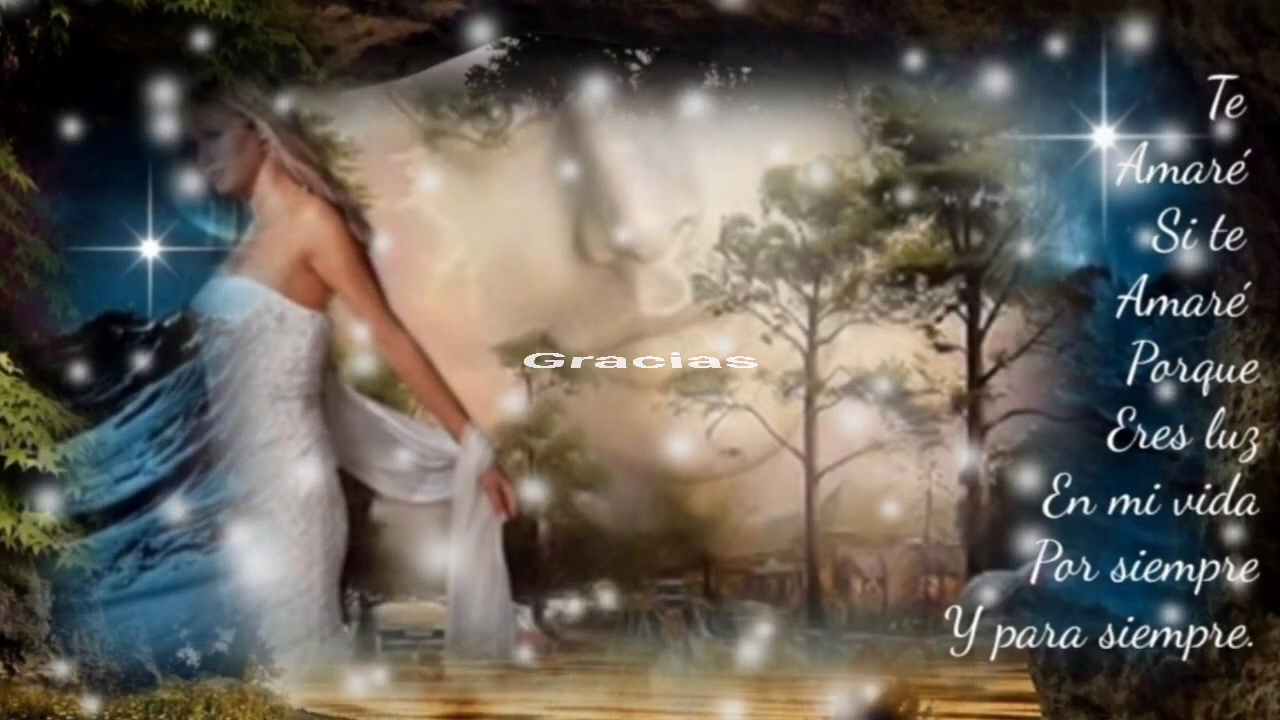 Te
Amaré
Si te
Amaré
Porque
Eres luz
En mi vida
Por siempre
Y para siempre.
Gracias